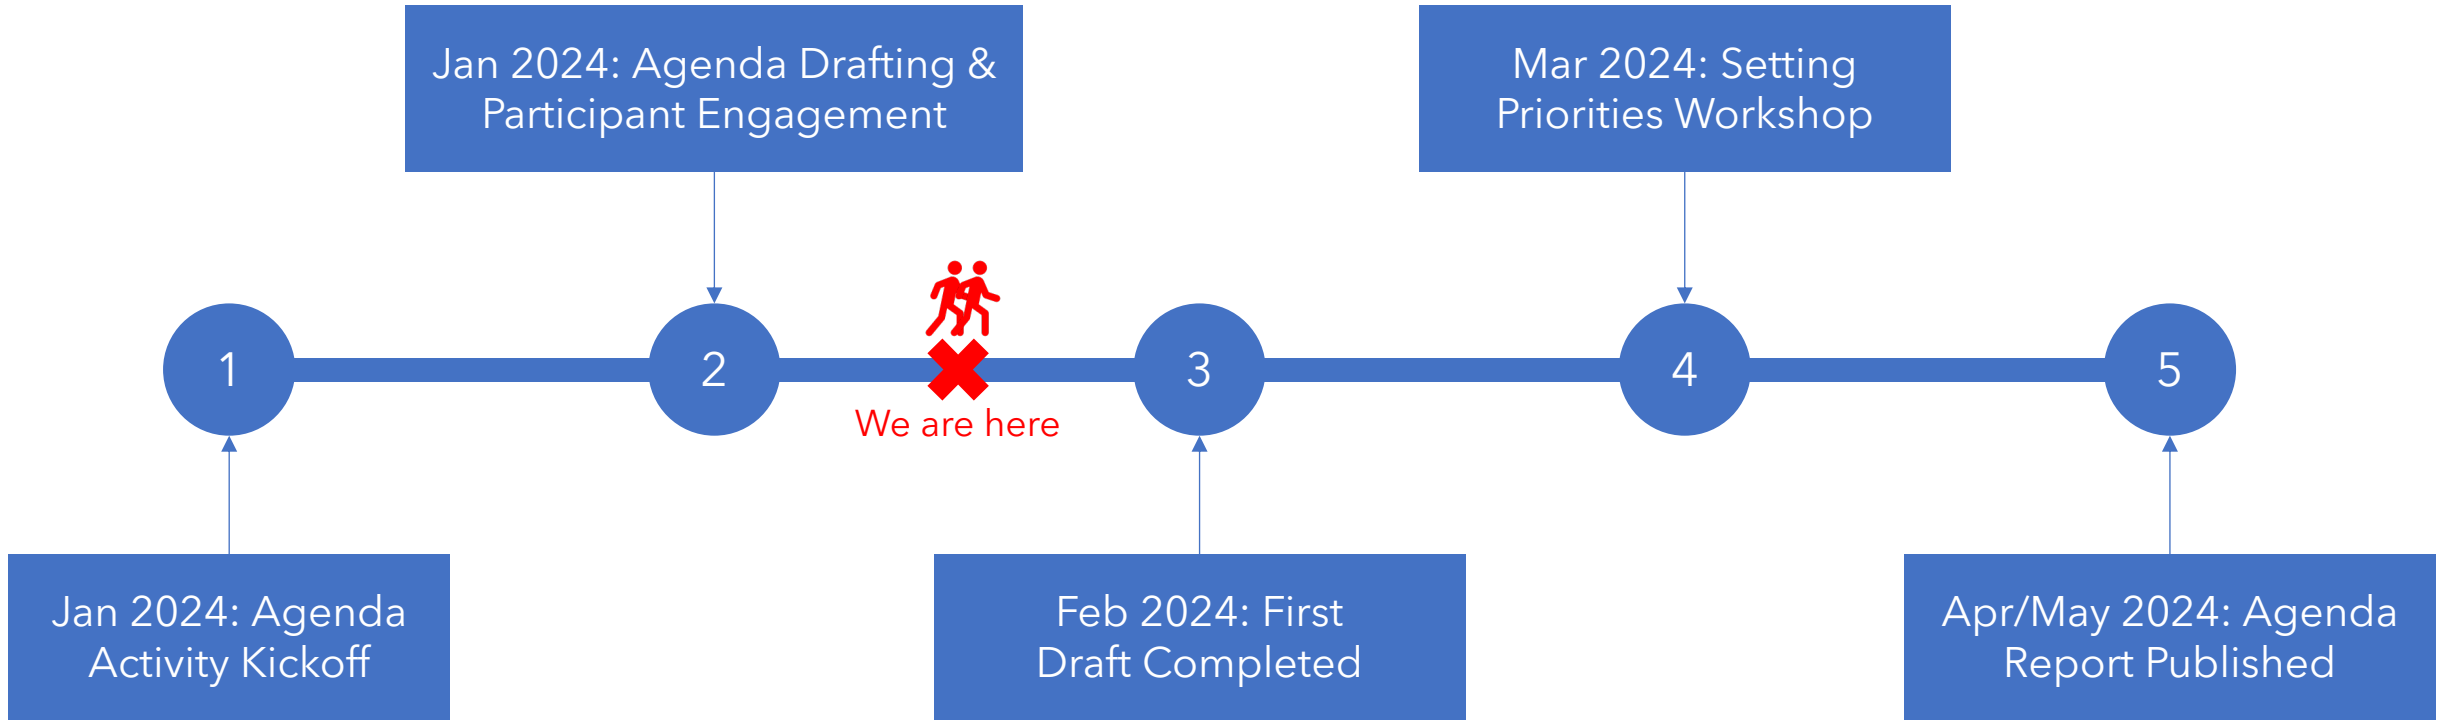 Jan 2024: Agenda Drafting &
Participant Engagement
Mar 2024: Setting
Priorities Workshop
1
2
3
4
5
We are here
Jan 2024: Agenda
Activity Kickoff
Feb 2024: First
Draft Completed
Apr/May 2024: Agenda
Report Published